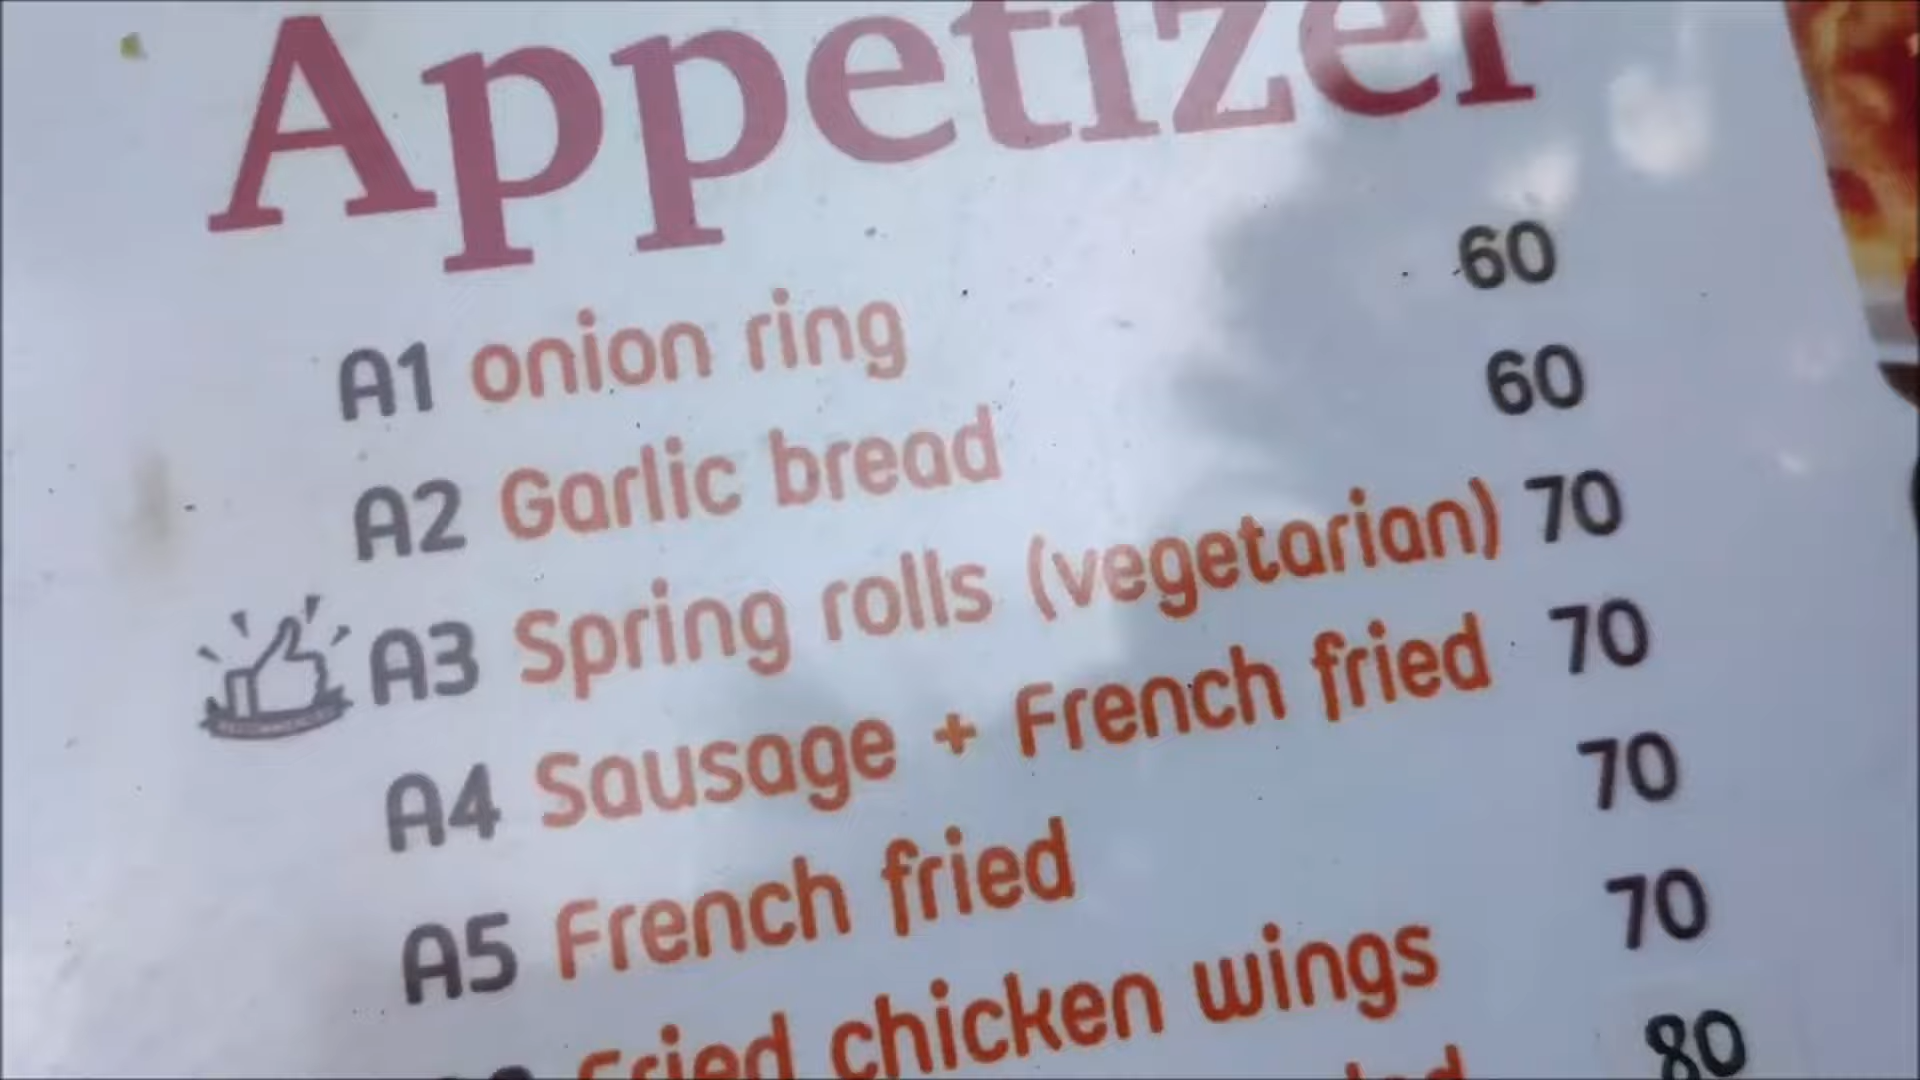 Appetizer
A1 onion ring 60
A2 Garlic bread 60
A3 Spring rolls (vegetarian) 70
A4 Sausage + French fried 70
A5 French fried 70
Fried chicken wings 70
80